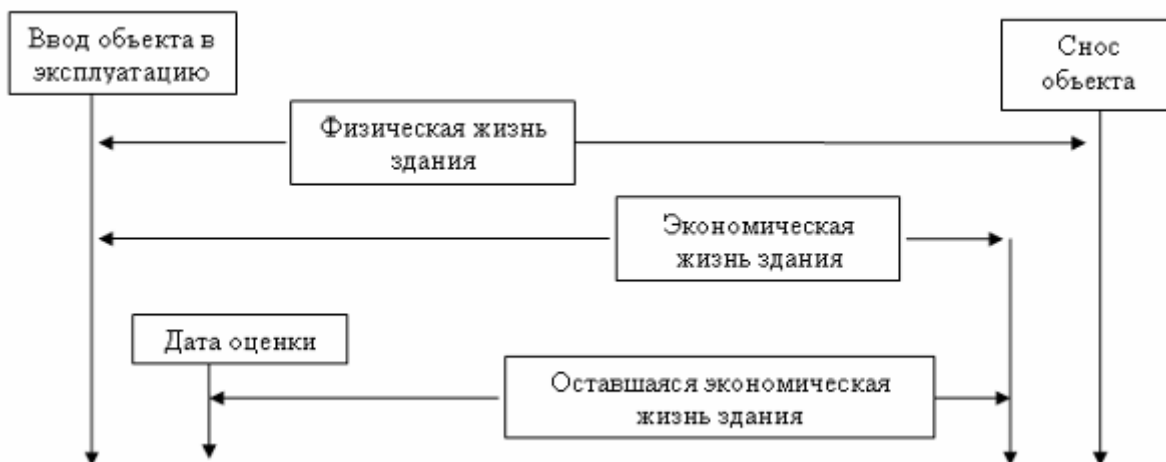 Ввод объекта в
эксплуатацию
Снос
объекта
Физическая жизнь
здания
Экономическая
жизнь здания
Дата оценки
Оставшаяся экономическая
жизнь здания